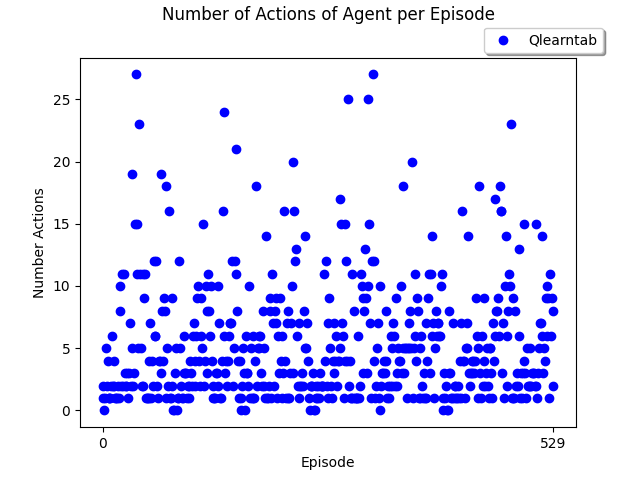 Number of Actions of Agent per Episode
Qlearntab
25
20
15
10
5
0
Number Actions
0
529
Episode